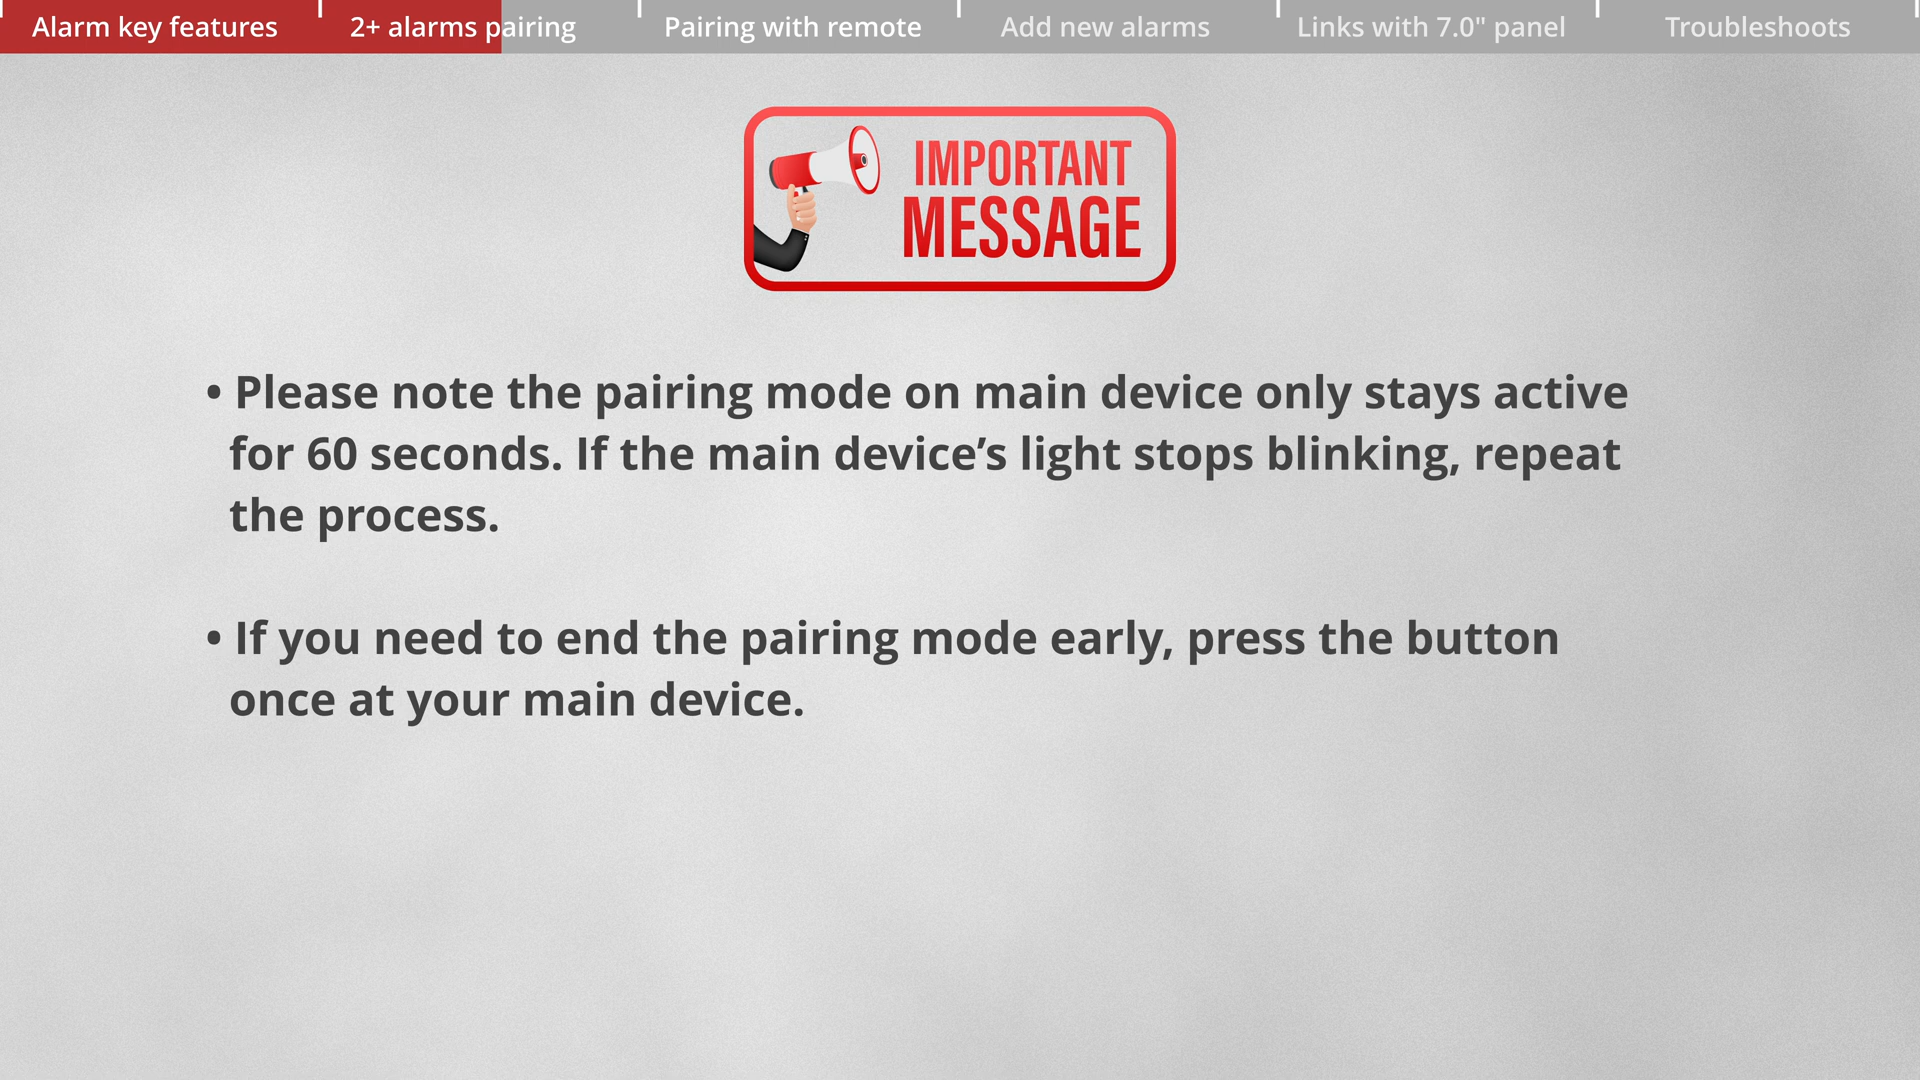 Alarm key features
2+ alarms pairing
Pairing with remote
Add new alarms
Links with 7.0" panel
Troubleshoots
IMPORTANT
MESSAGE
• Please note the pairing mode on main device only stays active
for 60 seconds. If the main device’s light stops blinking, repeat
the process.
• If you need to end the pairing mode early, press the button
once at your main device.